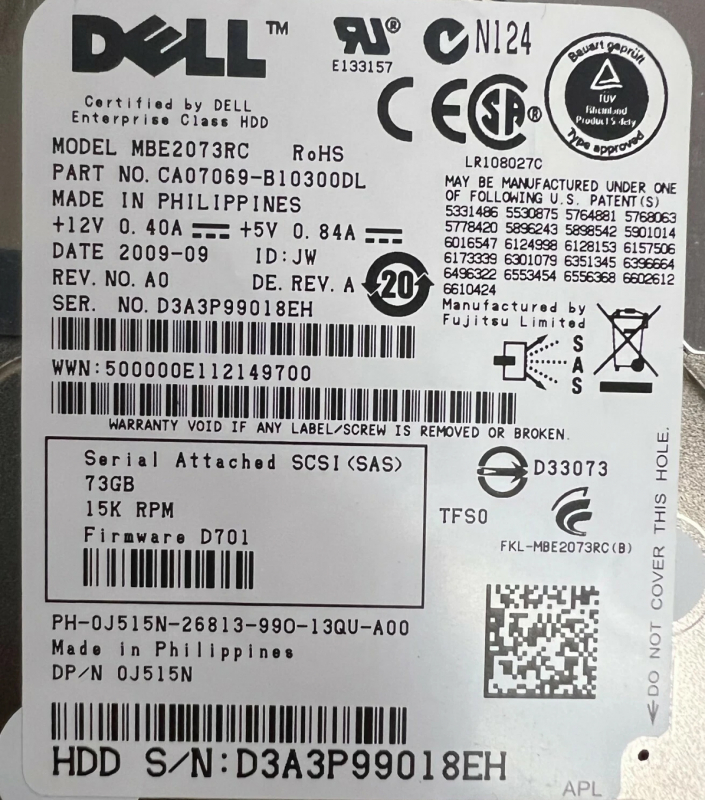 DELL™
Certified by DELL
Enterprise Class HDD
MODEL MBE2073RC RoHS
PART NO. CA07069-B10300DL
MADE IN PHILIPPINES
+12V 0.40A +5V 0.84A
DATE 2009-09 ID:JW
REV. NO. A0 DE. REV. A
SER. NO. D3A3P99018EH
20
UR®
E133157
N124
CE SA®
LR108027C
Bauart geprüft
TÜV
Rheinland
Product Safety
Type approved
MAY BE MANUFACTURED UNDER ONE
OF FOLLOWING U.S. PATENT(S)
5331486 5530875 5764881 5768063
5778420 5896243 5898542 5901014
6016547 6124998 6128153 6157506
6173339 6301079 6351345 6396664
6496322 6553454 6556368 6602612
6610424
Manufactured by
Fujitsu Limited
S
A
S
WWN:500000E112149700
WARRANTY VOID IF ANY LABEL/SCREW IS REMOVED OR BROKEN.
Serial Attached SCSI(SAS)
73GB
15K RPM
Firmware D701
D33073
TFSO
FKL-MBE2073RC(B)
PH-0J515N-26813-990-13QU-A00
Made in Philippines
DP/N 0J515N
HDD S/N:D3A3P99018EH
DO NOT COVER THIS HOLE.
APL